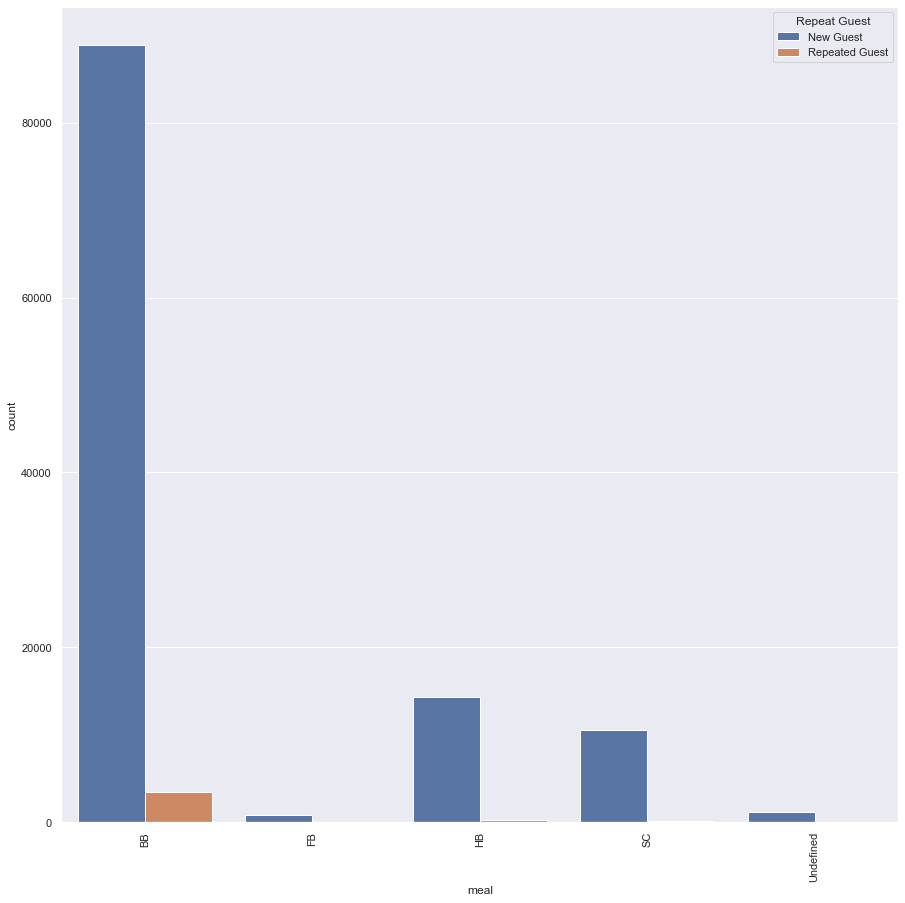 Repeat Guest
New Guest
Repeated Guest
80000
60000
40000
20000
0
count
BB
FB
HB
SC
Undefined
meal